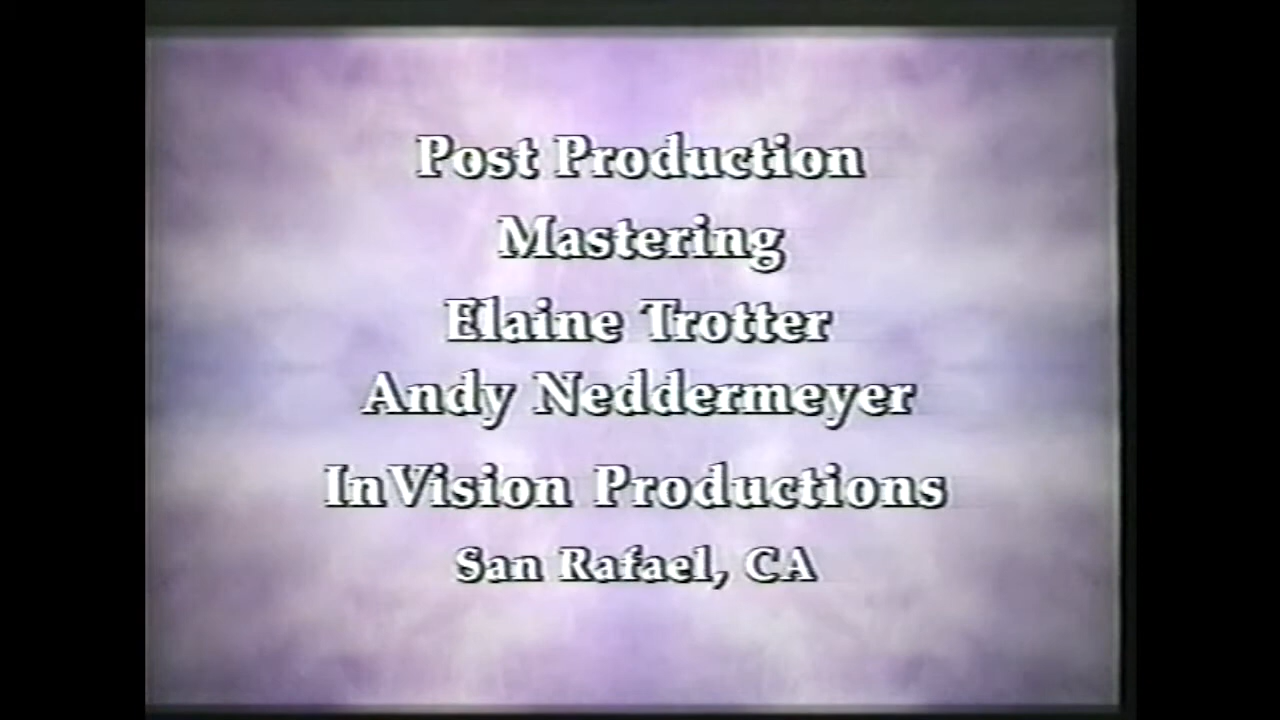 Post Production
Mastering
Elaine Trotter
Andy Neddermeyer
InVision Productions
San Rafael, CA